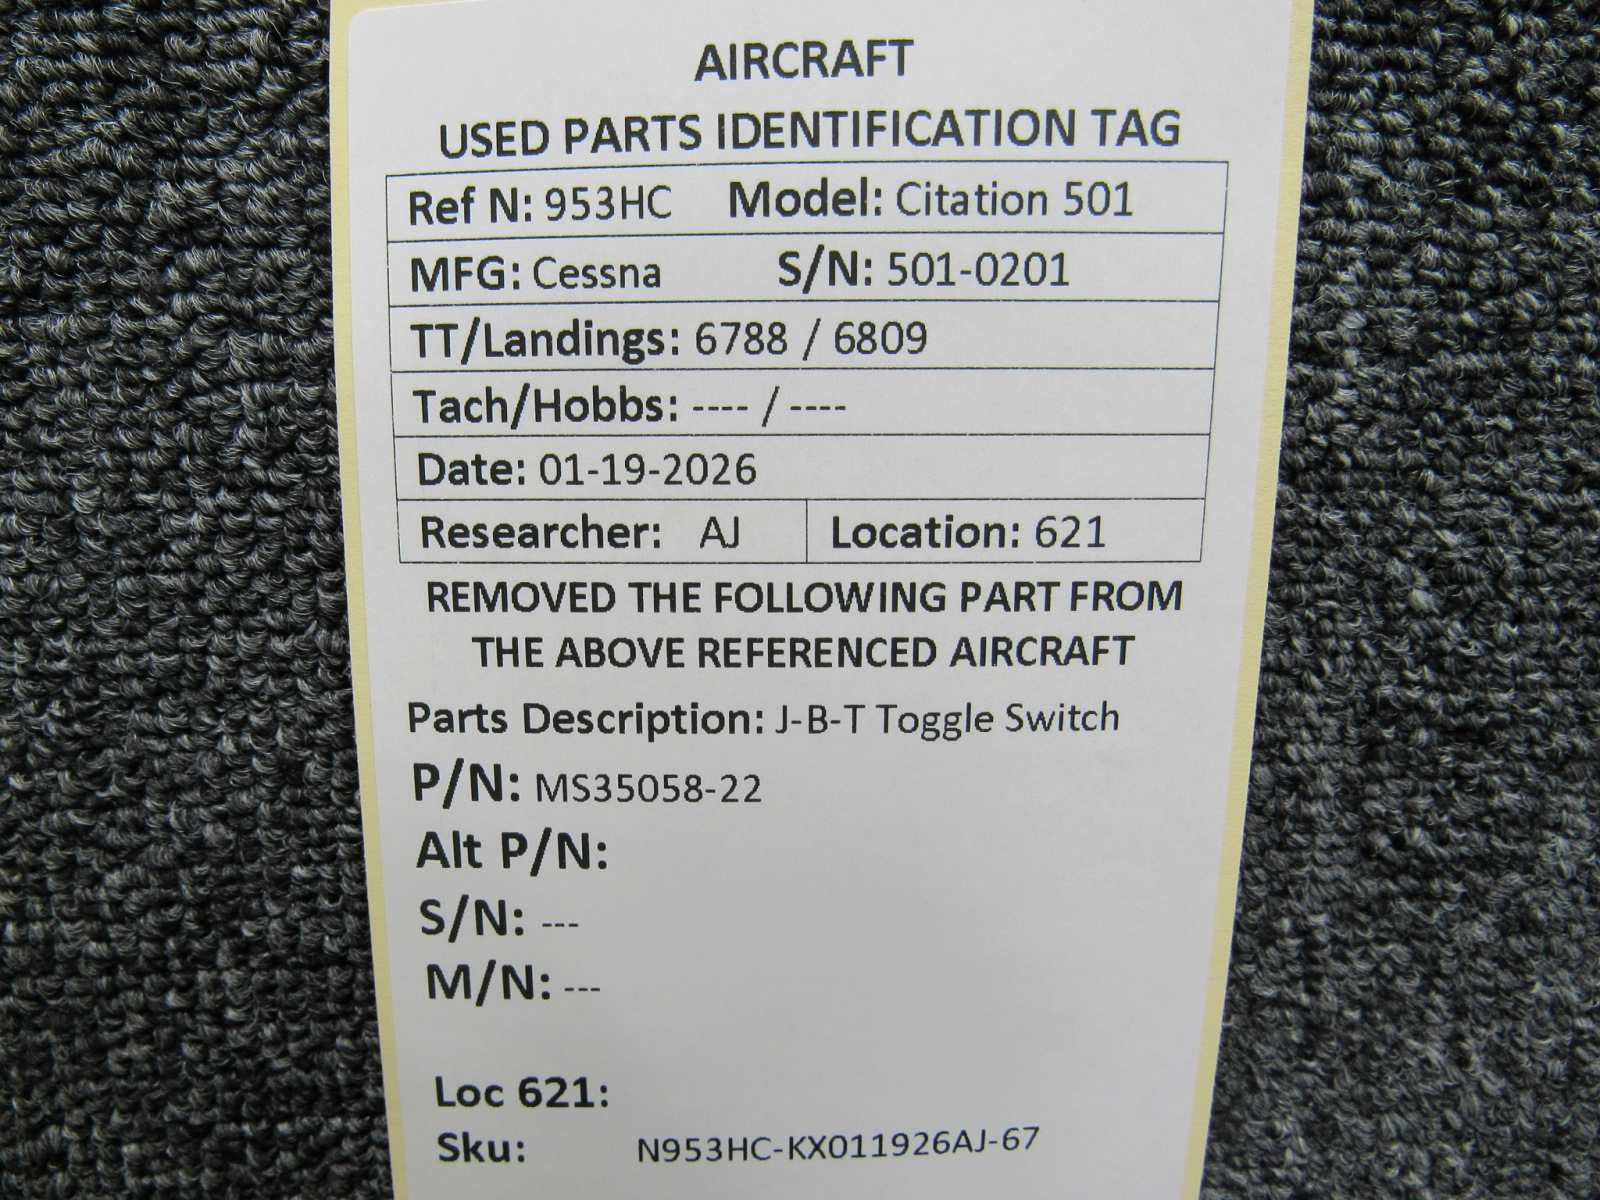 AIRCRAFT
USED PARTS IDENTIFICATION TAG
Ref N: 953HC Model: Citation 501
MFG: Cessna S/N: 501-0201
TT/Landings: 6788 / 6809
Tach/Hobbs: ---- / ----
Date: 01-19-2026
Researcher: AJ Location: 621
REMOVED THE FOLLOWING PART FROM
THE ABOVE REFERENCED AIRCRAFT
Parts Description: J-B-T Toggle Switch
P/N: MS35058-22
Alt P/N:
S/N: ---
M/N: ---
Loc 621:
Sku: N953HC-KX011926AJ-67